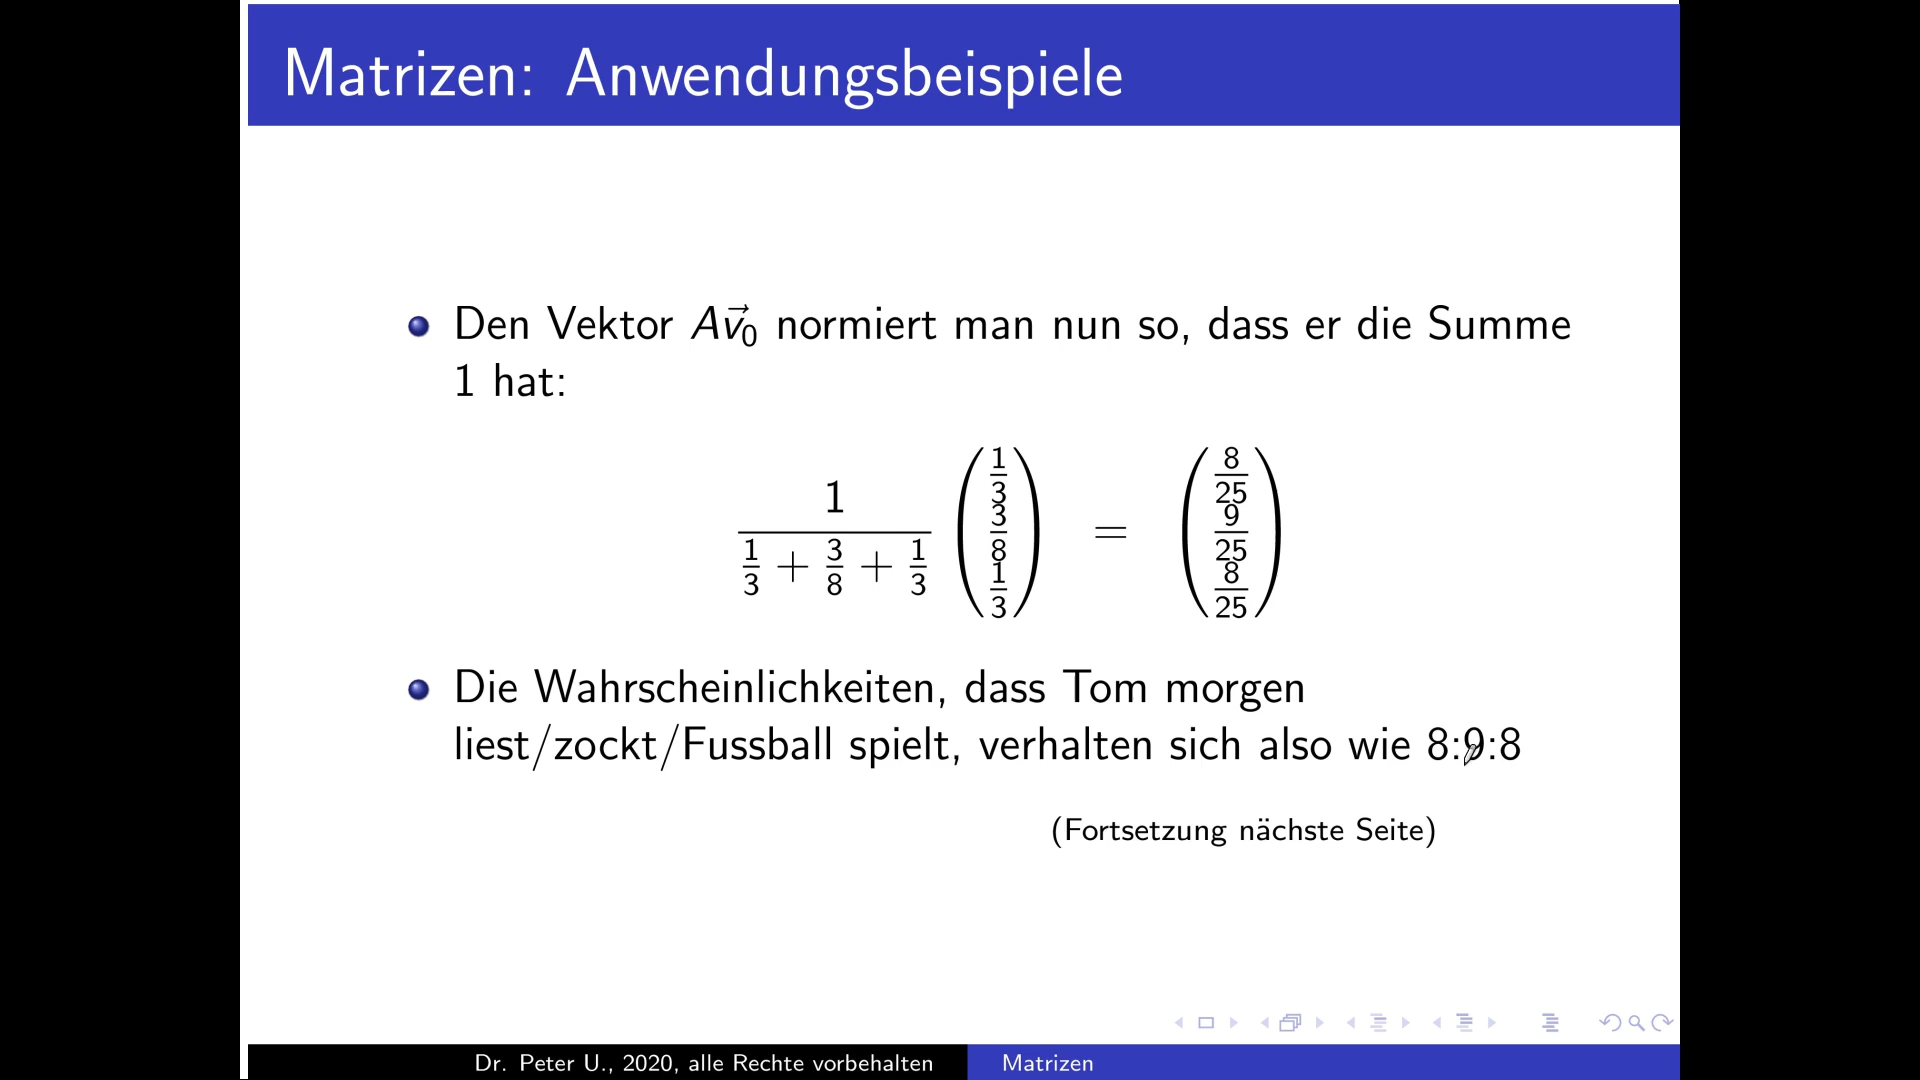 Matrizen: Anwendungsbeispiele
Den Vektor $A\vec{v}_0$ normiert man nun so, dass er die Summe
1 hat:
$\frac{1}{\frac{1}{3}+\frac{3}{8}+\frac{1}{3}} \begin{pmatrix} \frac{1}{3} \\ \frac{3}{8} \\ \frac{1}{3} \end{pmatrix} = \begin{pmatrix} \frac{8}{25} \\ \frac{9}{25} \\ \frac{8}{25} \end{pmatrix}$
Die Wahrscheinlichkeiten, dass Tom morgen
liest/zockt/Fussball spielt, verhalten sich also wie 8:9:8
(Fortsetzung nächste Seite)
Dr. Peter U., 2020, alle Rechte vorbehalten
Matrizen